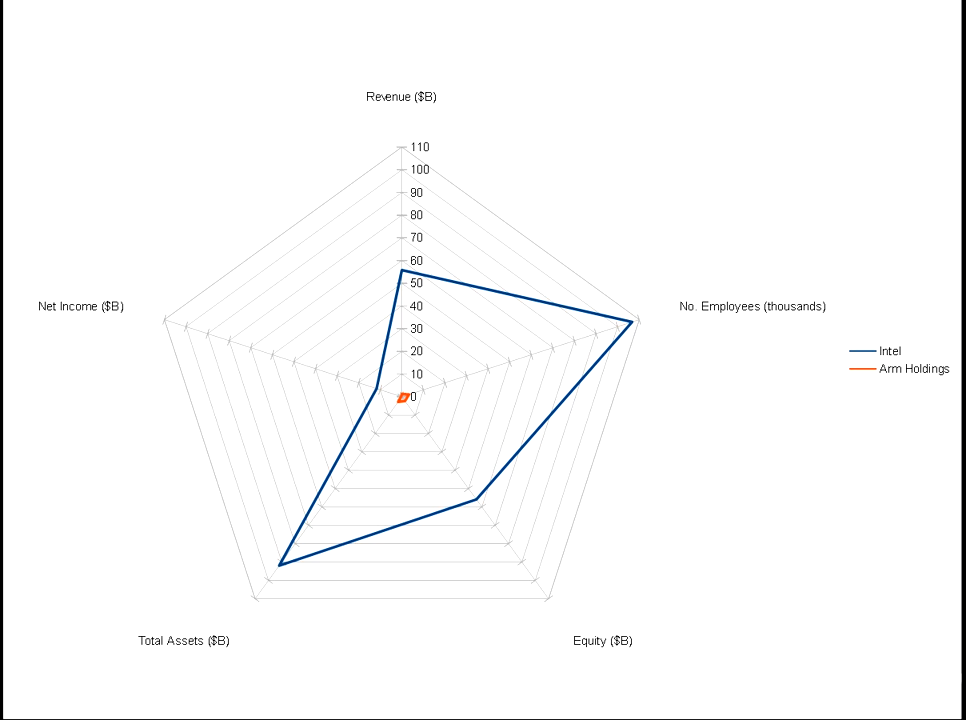 Revenue ($B)
110
100
90
80
70
60
50
40
30
20
10
0
Net Income ($B)
No. Employees (thousands)
Intel
Arm Holdings
Total Assets ($B)
Equity ($B)